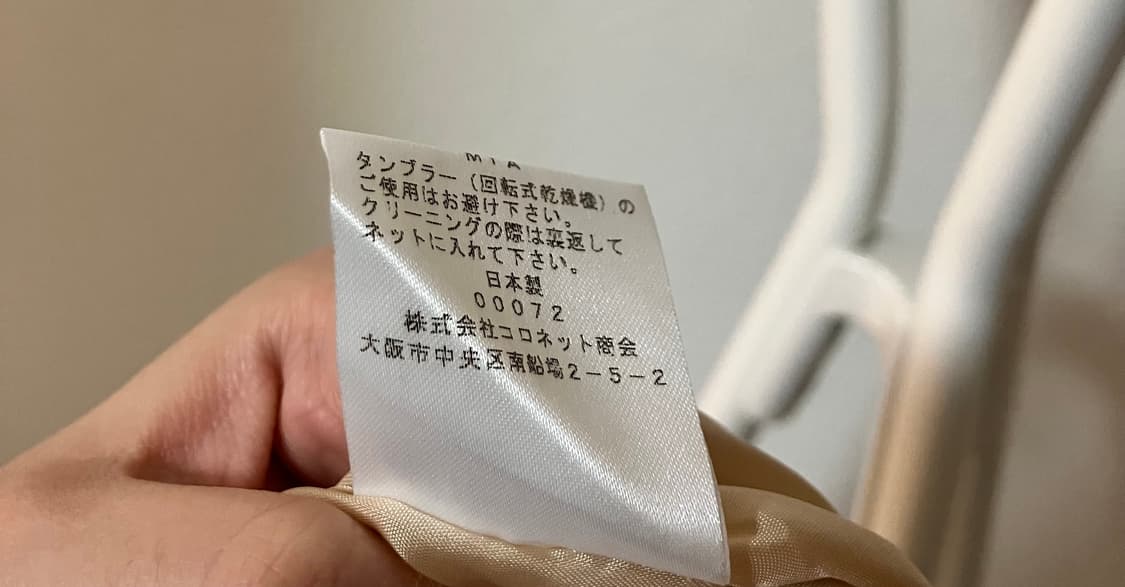 MIA
タンブラー（回転式乾燥機）の
ご使用はお避け下さい。
クリーニングの際は裏返して
ネットに入れて下さい。
日本製
00072
株式会社コロネット商会
大阪市中央区南船場2-5-2